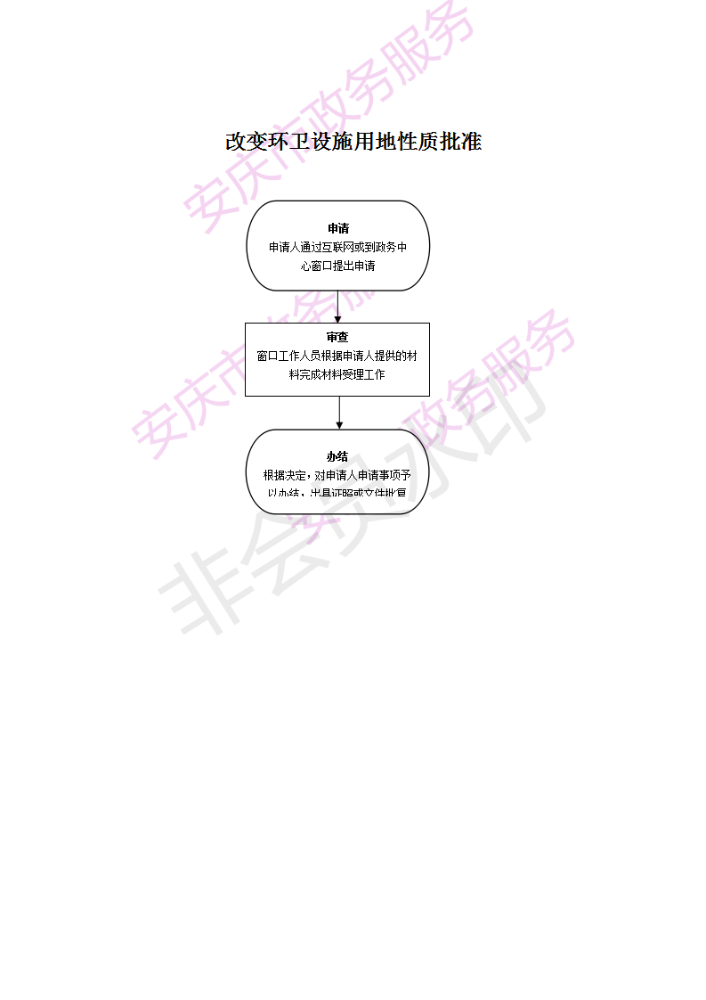 改变环卫设施用地性质批准
申请
申请人通过互联网或到政务中
心窗口提出申请
审查
窗口工作人员根据申请人提供的材
料完成材料受理工作
办结
根据决定，对申请人申请事项予
以办结，出具证照或文件批复
安庆市政务服务
安庆市政务服
政务服务
安
非会员水印